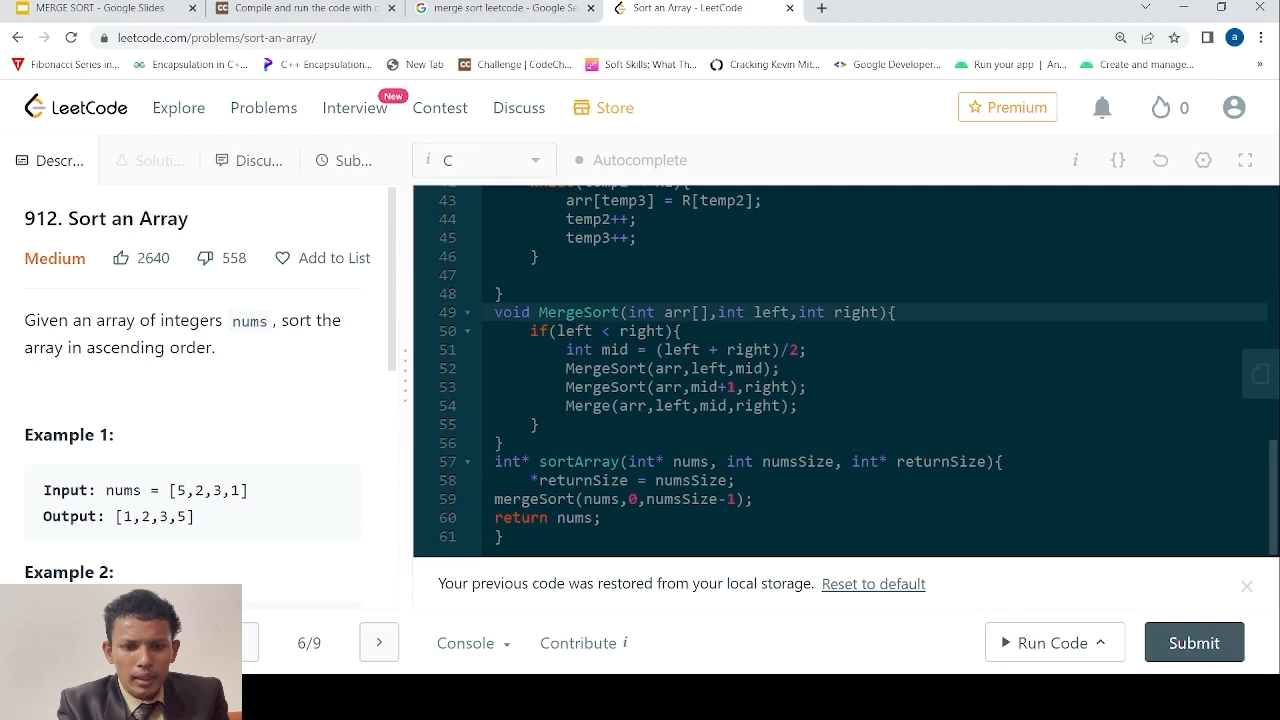 MERGE SORT - Google Slides
Compile and run the code with o
merge sort leetcode - Google Se
Sort an Array - LeetCode
leetcode.com/problems/sort-an-array/
Fibonacci Series in...
Encapsulation in C+...
C++ Encapsulation...
New Tab
Challenge | CodeCh...
Soft Skills: What Th...
Cracking Kevin Mit...
Google Developer...
Run your app | An...
Create and manage...
»
LeetCode
Explore
Problems
Interview
New
Contest
Discuss
Store
Premium
0
a
Descr...
Soluti...
Discu...
Sub...
i C
Autocomplete
912. Sort an Array
Medium
2640
558
Add to List
Given an array of integers nums, sort the
array in ascending order.
Example 1:
Input: nums = [5,2,3,1]
Output: [1,2,3,5]
Example 2:
43 arr[temp3] = R[temp2];
44 temp2++;
45 temp3++;
46 }
47
48 }
49 void MergeSort(int arr[],int left,int right){
50 if(left < right){
51 int mid = (left + right)/2;
52 MergeSort(arr,left,mid);
53 MergeSort(arr,mid+1,right);
54 Merge(arr,left,mid,right);
55 }
56 }
57 int* sortArray(int* nums, int numsSize, int* returnSize){
58 *returnSize = numsSize;
59 mergeSort(nums,0,numsSize-1);
60 return nums;
61 }
Your previous code was restored from your local storage. Reset to default
6/9
Console
Contribute i
Run Code
Submit